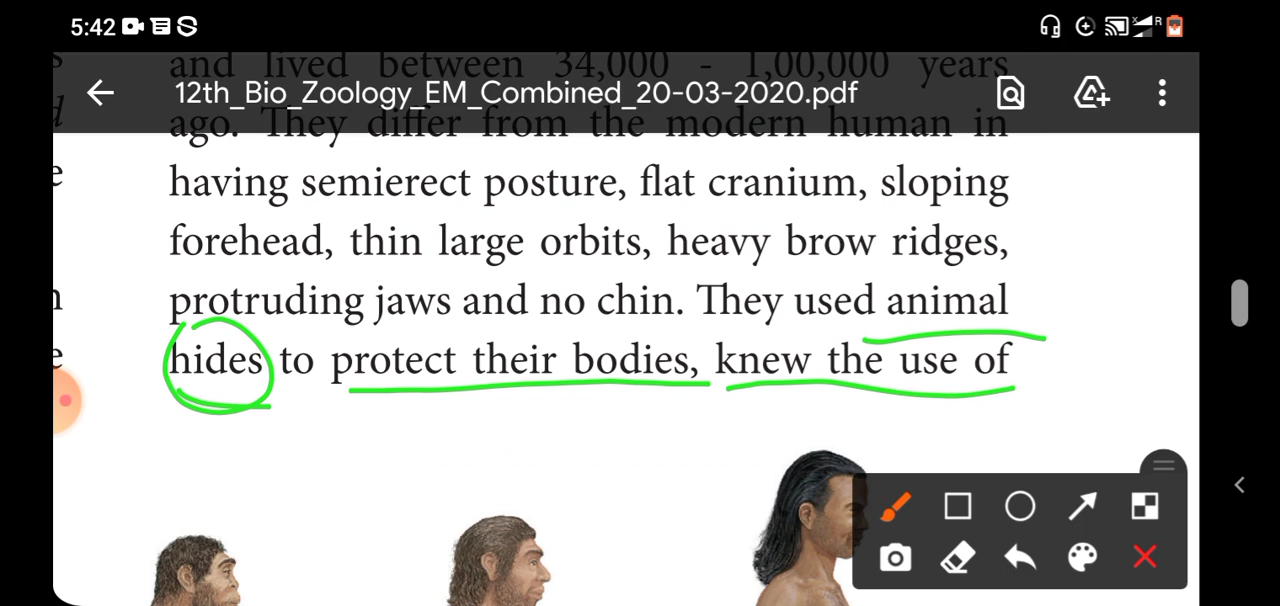 5:42
R
12th_Bio_Zoology_EM_Combined_20-03-2020.pdf
and lived between 34,000 - 1,00,000 years
ago. They differ from the modern human in
having semierect posture, flat cranium, sloping
forehead, thin large orbits, heavy brow ridges,
protruding jaws and no chin. They used animal
hides to protect their bodies, knew the use of